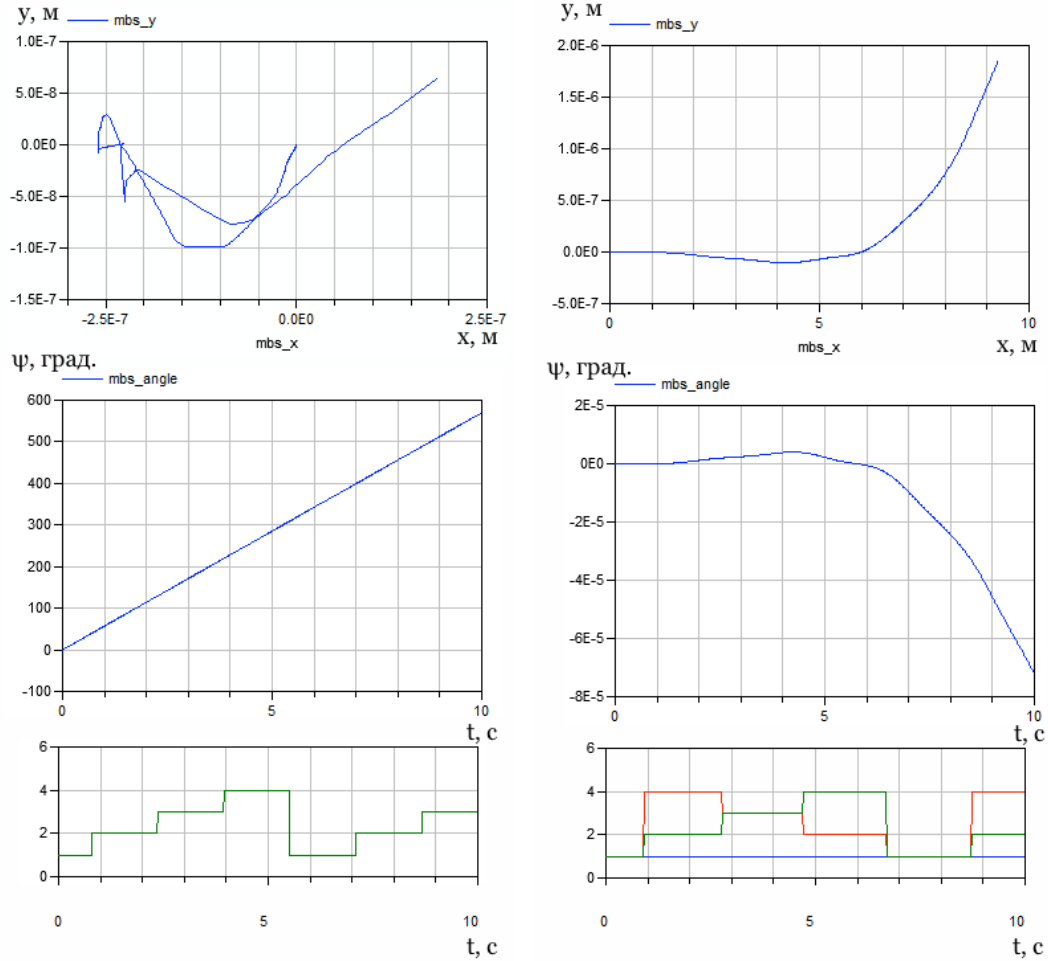 y, м
mbs_y
1.0E-7
5.0E-8
0.0E0
-5.0E-8
-1.0E-7
-1.5E-7
-2.5E-7 0.0E0 2.5E-7
mbs_x
x, м
y, м
mbs_y
2.0E-6
1.5E-6
1.0E-6
5.0E-7
0.0E0
-5.0E-7
0 5 10
mbs_x
x, м
ψ, град.
mbs_angle
600
500
400
300
200
100
0
-100
0 5 10
t, с
ψ, град.
mbs_angle
2E-5
0E0
-2E-5
-4E-5
-6E-5
-8E-5
0 5 10
t, с
6
4
2
0
0 5 10
t, с
6
4
2
0
0 5 10
t, с